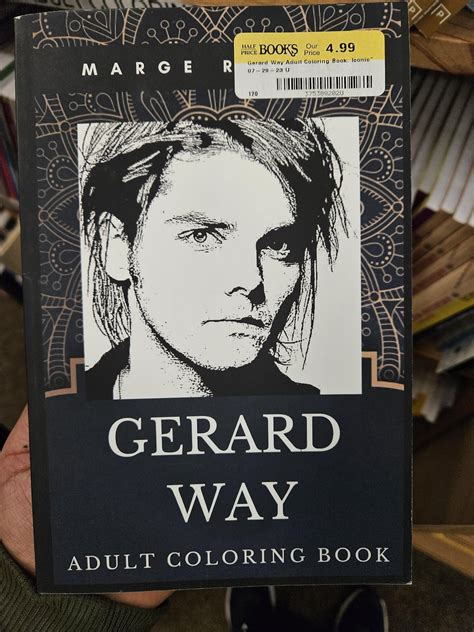 HALF PRICE BOOKS Our Price 4.99
Gerard Way Adult Coloring Book: Iconic
07-29-23 U
120
MARGE R
GERARD
WAY
ADULT COLORING BOOK